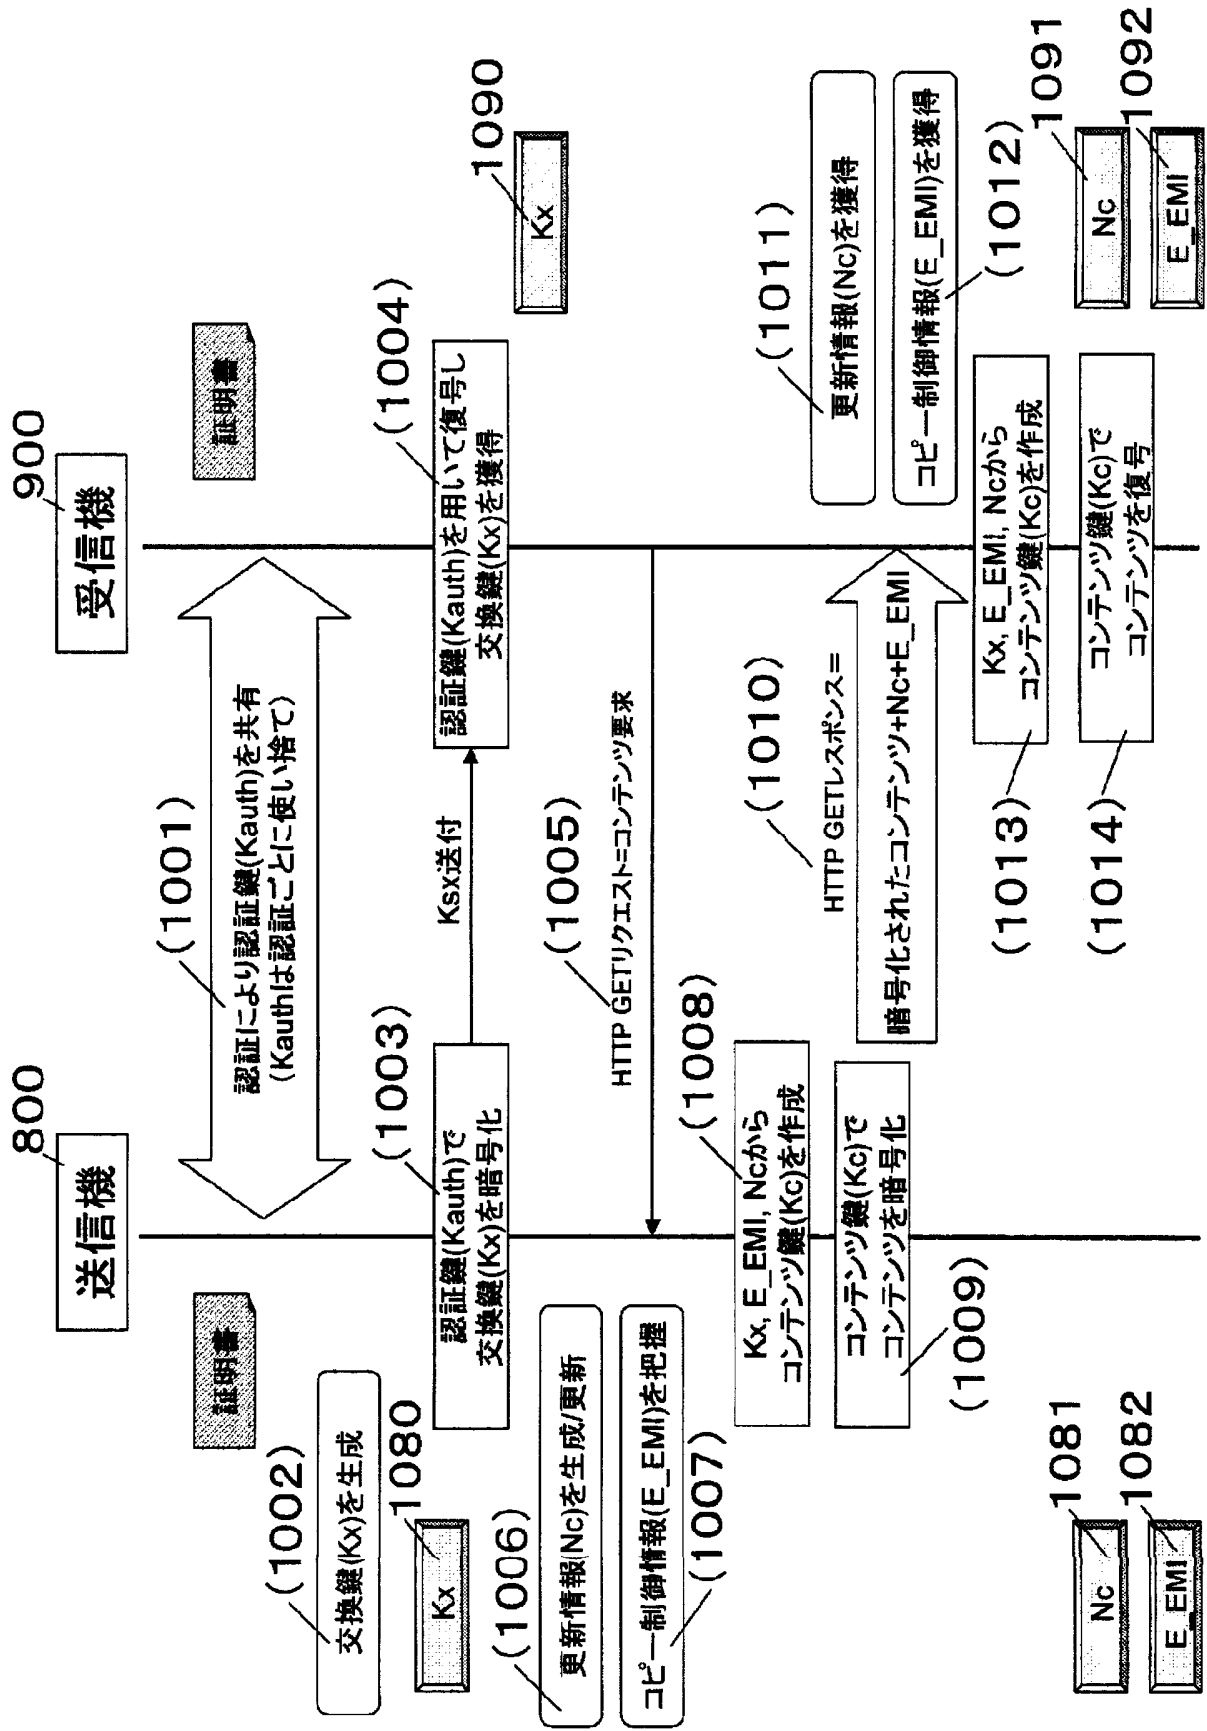 800
送信機
900
受信機
証明書
証明書
(1001)
認証により認証鍵(Kauth)を共有
(Kauthは認証ごとに使い捨て)
(1002)
交換鍵(Kx)を生成
1080
Kx
(1003)
認証鍵(Kauth)で
交換鍵(Kx)を暗号化
Ksx送付
(1004)
認証鍵(Kauth)を用いて復号し
交換鍵(Kx)を獲得
1090
Kx
(1005)
HTTP GETリクエスト=コンテンツ要求
(1006)
更新情報(Nc)を生成/更新
コピー制御情報(E_EMI)を把握
(1007)
(1008)
Kx, E_EMI, Ncから
コンテンツ鍵(Kc)を作成
コンテンツ鍵(Kc)で
コンテンツを暗号化
(1009)
(1010)
HTTP GETレスポンス=
暗号化されたコンテンツ+Nc+E_EMI
(1011)
更新情報(Nc)を獲得
コピー制御情報(E_EMI)を獲得
(1012)
Kx, E_EMI, Ncから
コンテンツ鍵(Kc)を作成
(1013)
コンテンツ鍵(Kc)で
コンテンツを復号
(1014)
1081
Nc
1082
E_EMI
1091
Nc
1092
E_EMI